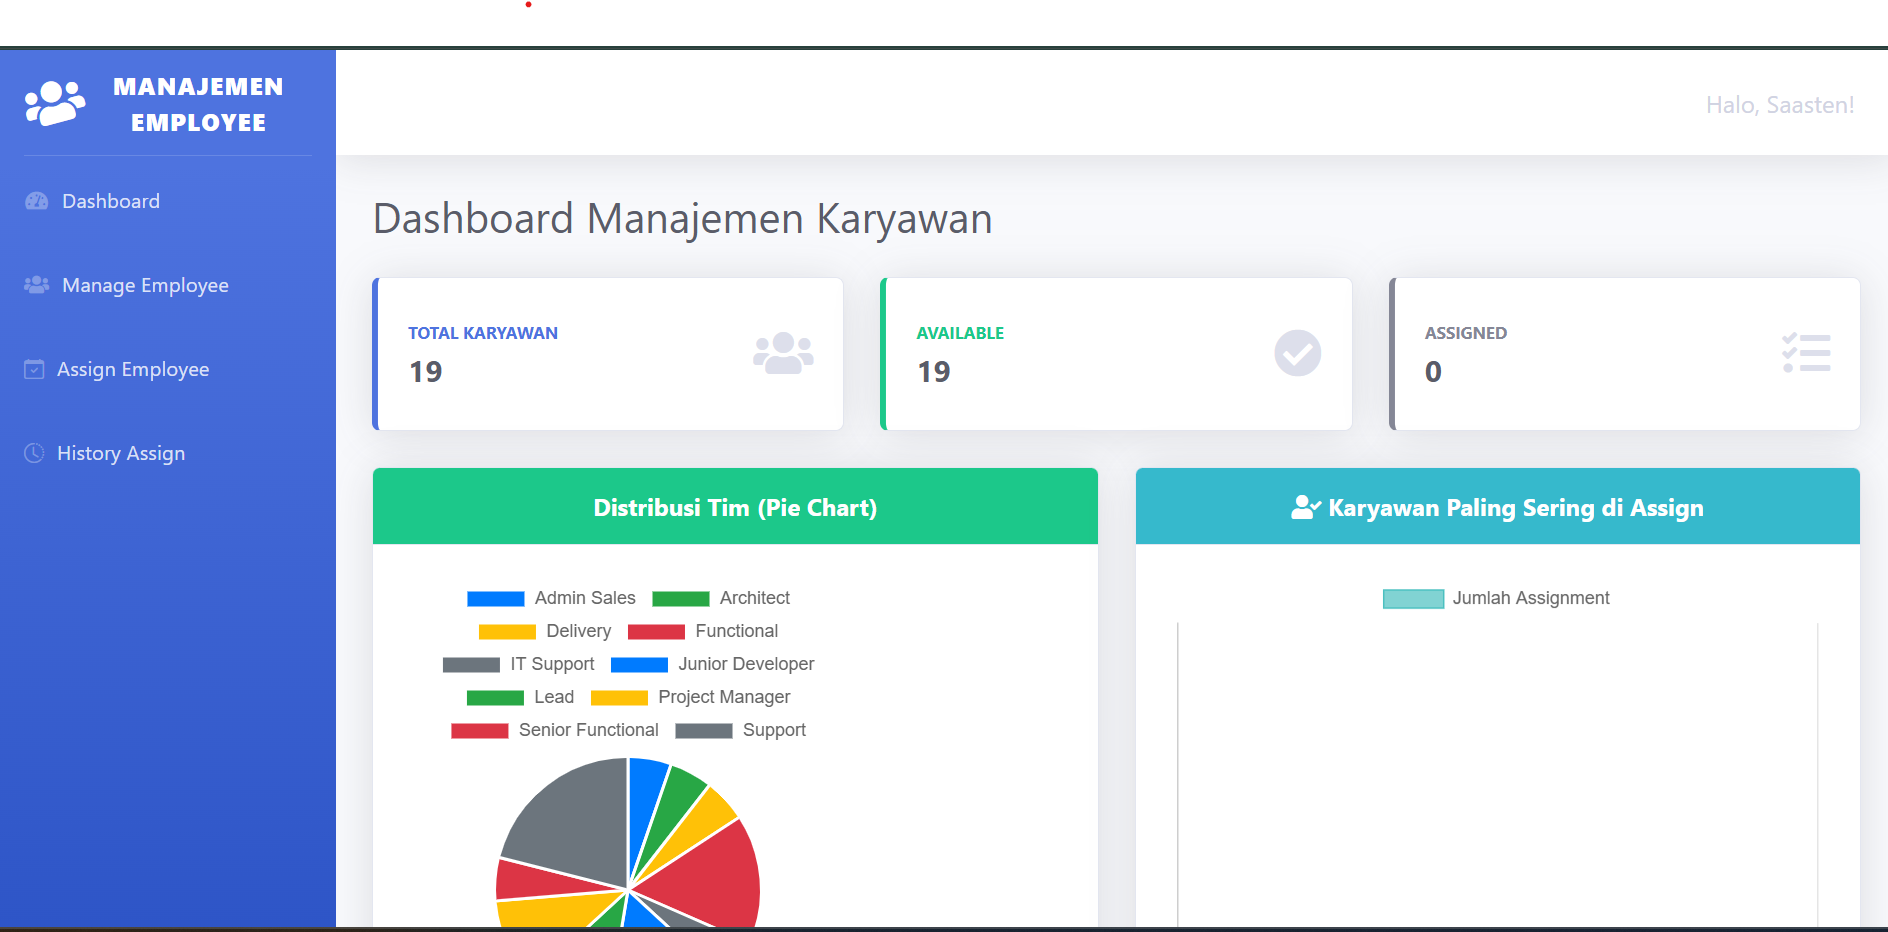 MANAJEMEN
EMPLOYEE
Halo, Saasten!
Dashboard
Manage Employee
Assign Employee
History Assign
Dashboard Manajemen Karyawan
TOTAL KARYAWAN
19
AVAILABLE
19
ASSIGNED
0
Distribusi Tim (Pie Chart)
Admin Sales Architect
Delivery Functional
IT Support Junior Developer
Lead Project Manager
Senior Functional Support
Karyawan Paling Sering di Assign
Jumlah Assignment